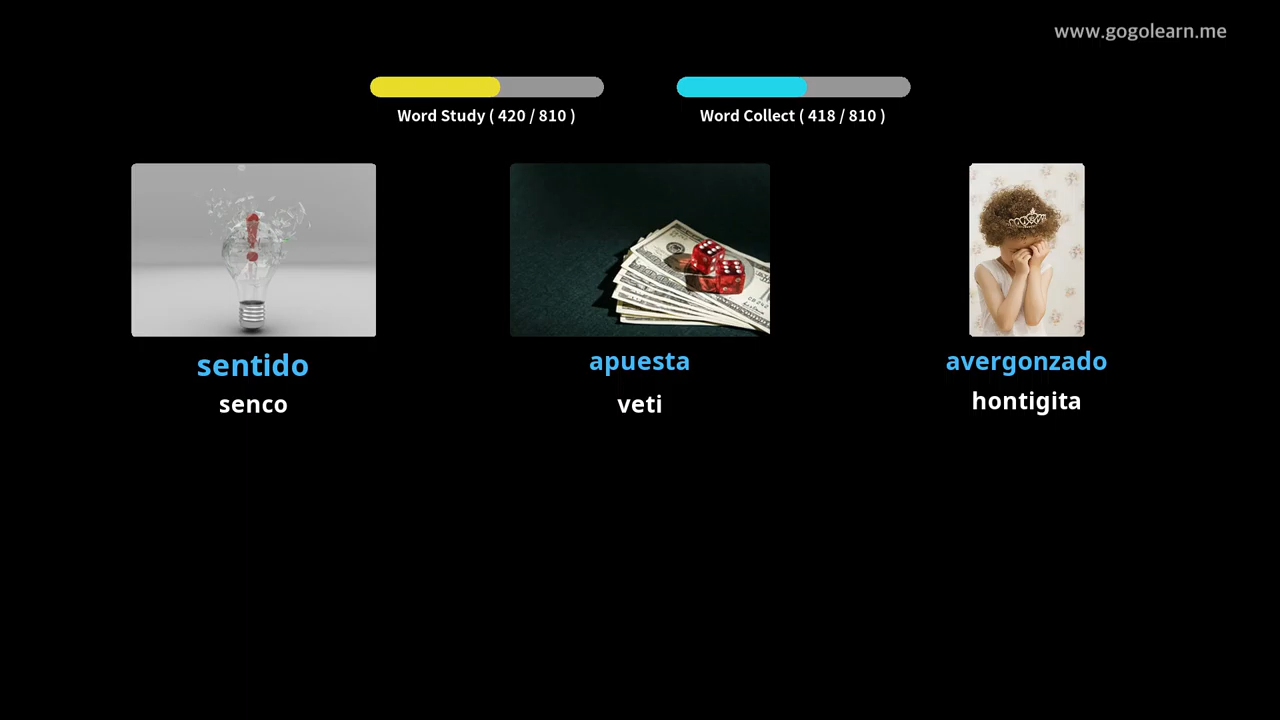 www.gogolearn.me
Word Study ( 420 / 810 )
Word Collect ( 418 / 810 )
sentido
senco
apuesta
veti
avergonzado
hontigita